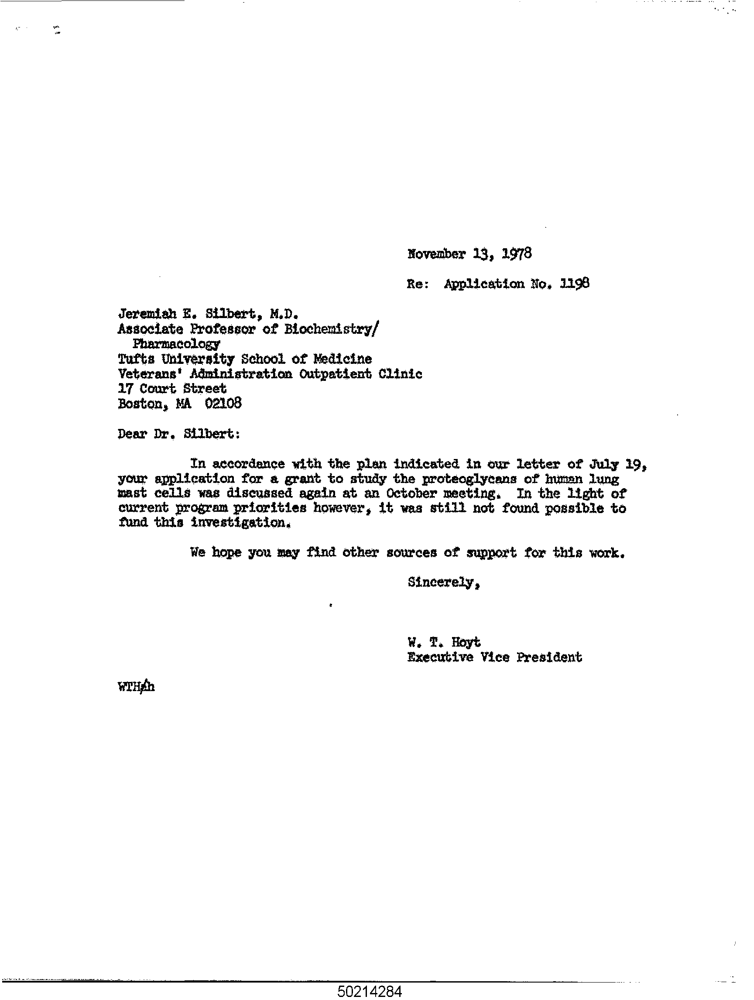 November 13, 1978
Re: Application No. 1198
Jeremiah E. Silbert, M.D.
Associate Professor of Biochemistry/
Pharmacology
Tufts University School of Medicine
Veterans' Administration Outpatient Clinic
17 Court Street
Boston, MA 02108
Dear Dr. Silbert:
In accordance with the plan indicated in our letter of July 19,
your application for a grant to study the proteoglycans of human lung
mast cells was discussed again at an October meeting. In the light of
current program priorities however, it was still not found possible to
fund this investigation.
We hope you may find other sources of support for this work.
Sincerely,
W. T. Hoyt
Executive Vice President
50214284